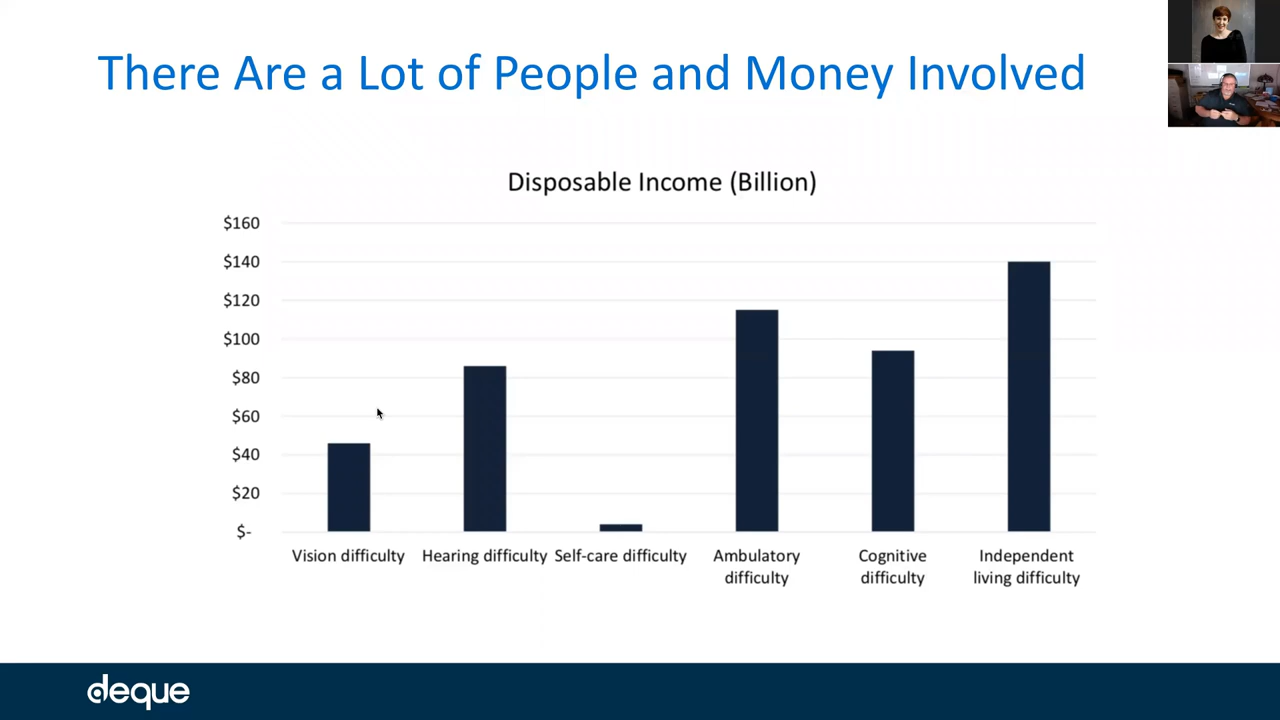 There Are a Lot of People and Money Involved
Disposable Income (Billion)
$160
$140
$120
$100
$80
$60
$40
$20
$-
Vision difficulty
Hearing difficulty
Self-care difficulty
Ambulatory
difficulty
Cognitive
difficulty
Independent
living difficulty
deque